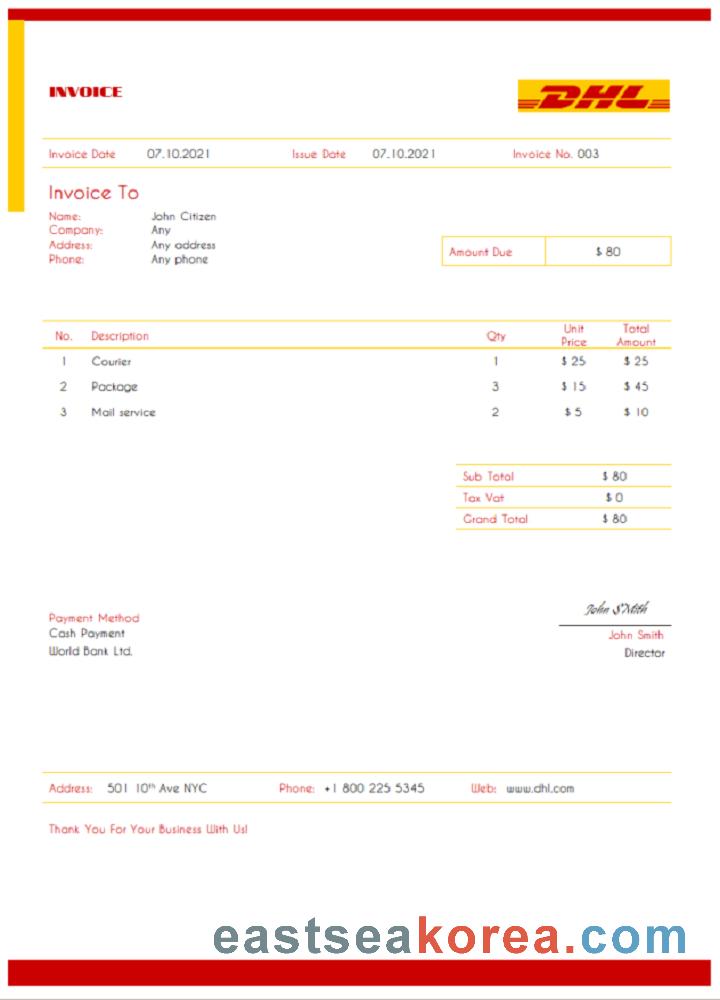 INVOICE
DHL
Invoice Date 07.10.2021 Issue Date 07.10.2021 Invoice No. 003
Invoice To
Name: John Citizen
Company: Any
Address: Any address
Phone: Any phone
Amount Due $ 80
No. Description Qty Unit Price Total Amount
1 Courier 1 $ 25 $ 25
2 Package 3 $ 15 $ 45
3 Mail service 2 $ 5 $ 10
Sub Total $ 80
Tax Vat $ 0
Grand Total $ 80
John SMith
Payment Method
Cash Payment
World Bank Ltd.
John Smith
Director
Address: 501 10th Ave NYC Phone: +1 800 225 5345 Web: www.dhl.com
Thank You For Your Business With Us!
eastseakorea.com